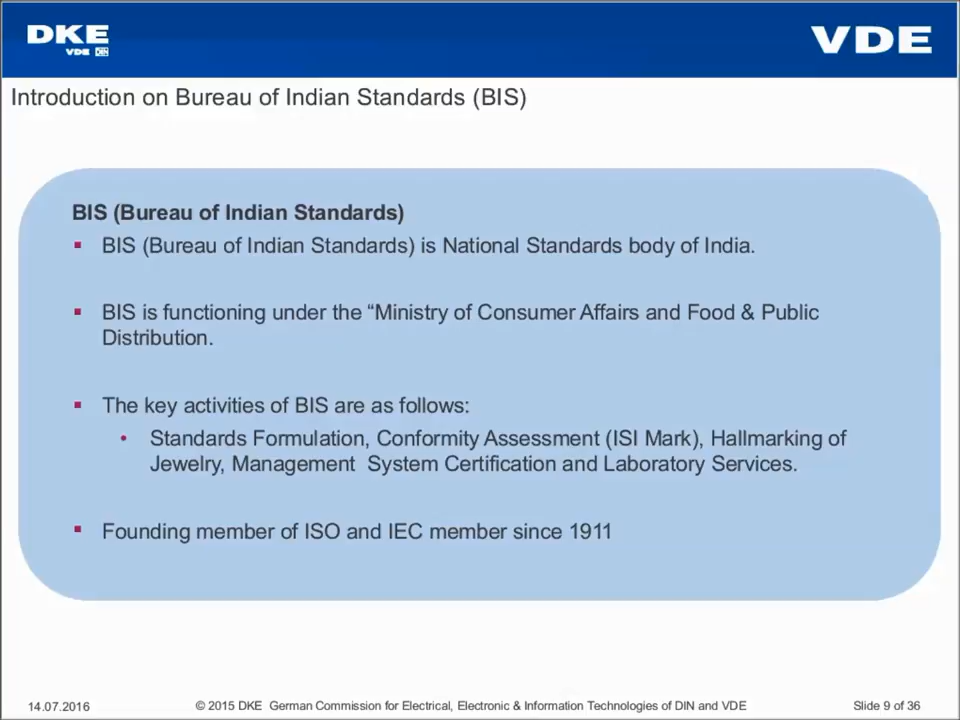 DKE
VDE DIN
VDE
Introduction on Bureau of Indian Standards (BIS)
BIS (Bureau of Indian Standards)
▪ BIS (Bureau of Indian Standards) is National Standards body of India.
▪ BIS is functioning under the “Ministry of Consumer Affairs and Food & Public
Distribution.
▪ The key activities of BIS are as follows:
• Standards Formulation, Conformity Assessment (ISI Mark), Hallmarking of
Jewelry, Management System Certification and Laboratory Services.
▪ Founding member of ISO and IEC member since 1911
14.07.2016
© 2015 DKE German Commission for Electrical, Electronic & Information Technologies of DIN and VDE
Slide 9 of 36